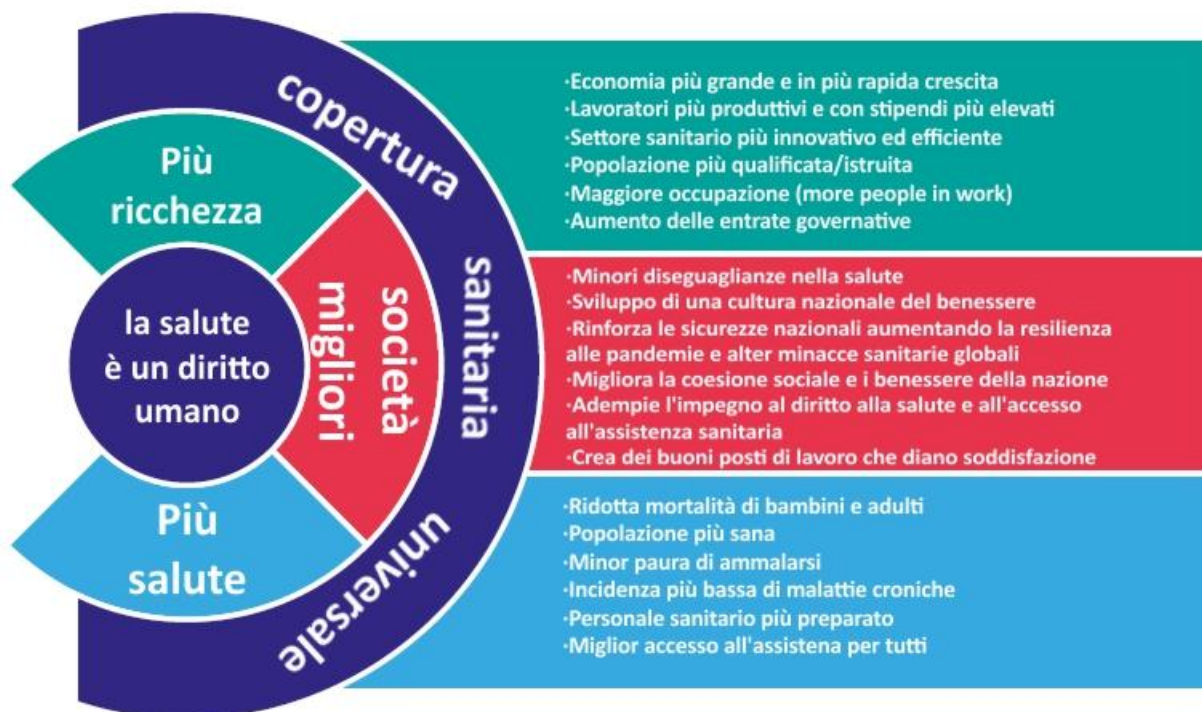 copertura
sanitaria
universale
Più
ricchezza
società
migliori
la salute
è un diritto
umano
Più
salute
·Economia più grande e in più rapida crescita
·Lavoratori più produttivi e con stipendi più elevati
·Settore sanitario più innovativo ed efficiente
·Popolazione più qualificata/istruita
·Maggiore occupazione (more people in work)
·Aumento delle entrate governative
·Minori diseguaglianze nella salute
·Sviluppo di una cultura nazionale del benessere
·Rinforza le sicurezze nazionali aumentando la resilienza
alle pandemie e alter minacce sanitarie globali
·Migliora la coesione sociale e i benessere della nazione
·Adempie l'impegno al diritto alla salute e all'accesso
all'assistenza sanitaria
·Crea dei buoni posti di lavoro che diano soddisfazione
·Ridotta mortalità di bambini e adulti
·Popolazione più sana
·Minor paura di ammalarsi
·Incidenza più bassa di malattie croniche
·Personale sanitario più preparato
·Miglior accesso all'assistena per tutti